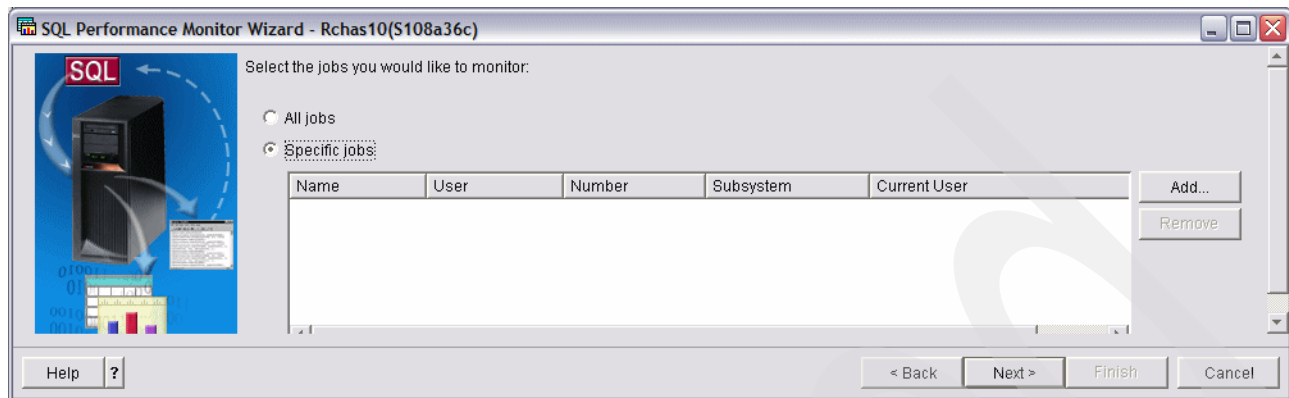 SQL Performance Monitor Wizard - Rchas10(S108a36c)
SQL
Select the jobs you would like to monitor:
All jobs
Specific jobs:
Name User Number Subsystem Current User
Add...
Remove
Help ? < Back Next > Finish Cancel